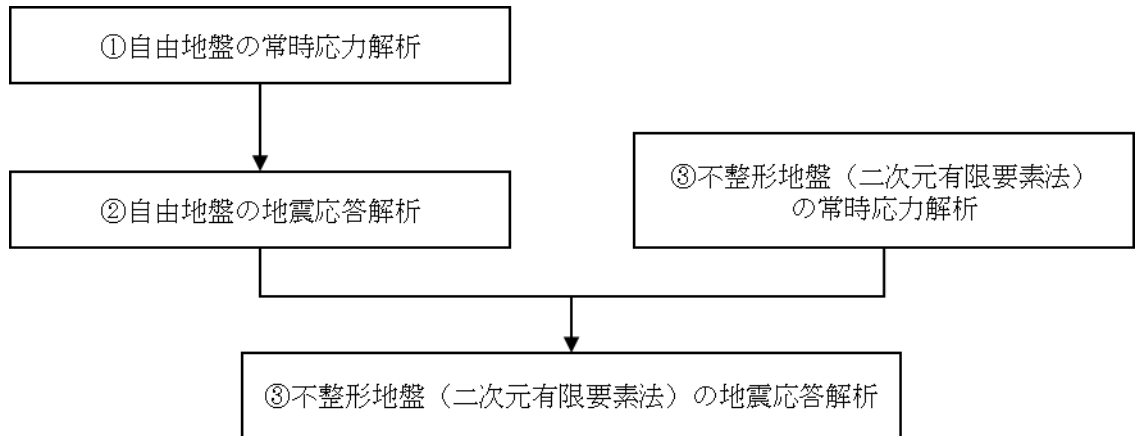 ①自由地盤の常時応力解析
②自由地盤の地震応答解析
③不整形地盤（二次元有限要素法）
の常時応力解析
③不整形地盤（二次元有限要素法）の地震応答解析